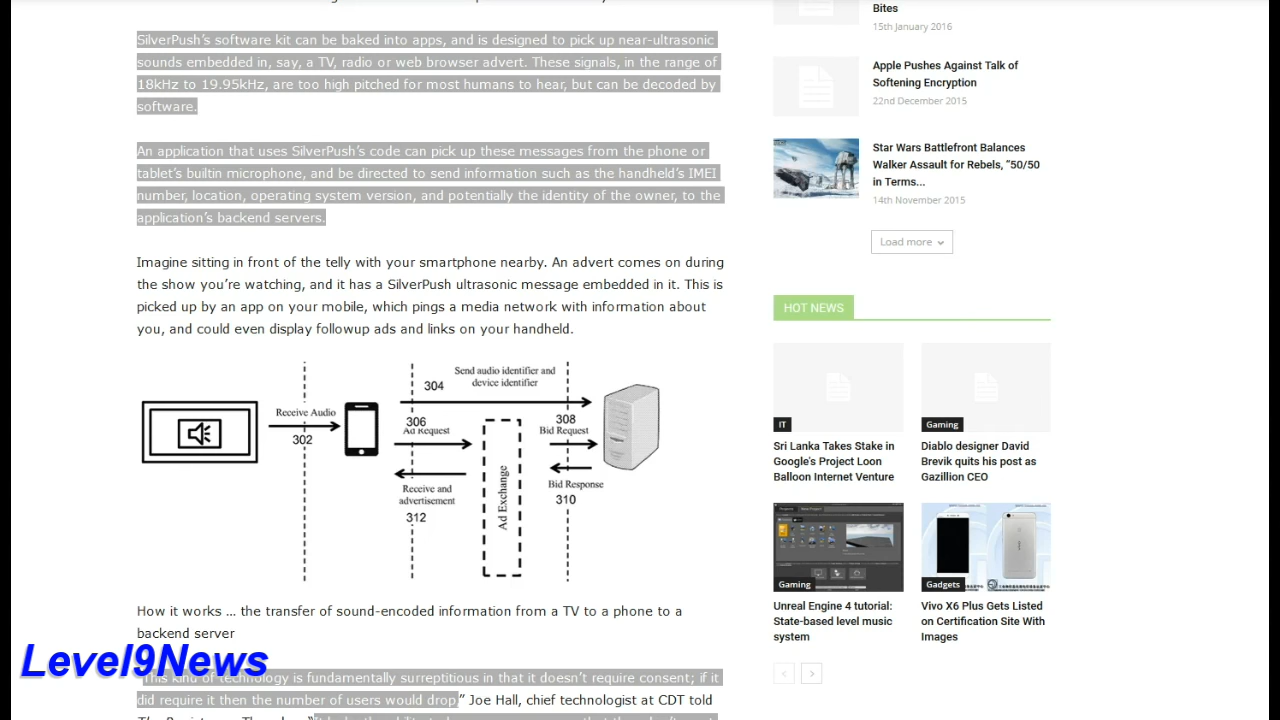 SilverPush's software kit can be baked into apps, and is designed to pick up near-ultrasonic
sounds embedded in, say, a TV, radio or web browser advert. These signals, in the range of
18kHz to 19.95kHz, are too high pitched for most humans to hear, but can be decoded by
software.
An application that uses SilverPush's code can pick up these messages from the phone or
tablet's builtin microphone, and be directed to send information such as the handheld's IMEI
number, location, operating system version, and potentially the identity of the owner, to the
application's backend servers.
Imagine sitting in front of the telly with your smartphone nearby. An advert comes on during
the show you're watching, and it has a SilverPush ultrasonic message embedded in it. This is
picked up by an app on your mobile, which pings a media network with information about
you, and could even display followup ads and links on your handheld.
Receive Audio
302
304
Send audio identifier and
device identifier
306
Ad Request
308
Bid Request
Receive and
advertisement
312
Ad Exchange
Bid Response
310
How it works … the transfer of sound-encoded information from a TV to a phone to a
backend server
Level9News
"This kind of technology is fundamentally surreptitious in that it doesn't require consent; if it
did require it then the number of users would drop," Joe Hall, chief technologist at CDT told
Bites
15th January 2016
Apple Pushes Against Talk of
Softening Encryption
22nd December 2015
Star Wars Battlefront Balances
Walker Assault for Rebels, "50/50
in Terms...
14th November 2015
Load more
HOT NEWS
IT
Sri Lanka Takes Stake in
Google's Project Loon
Balloon Internet Venture
Gaming
Diablo designer David
Brevik quits his post as
Gazillion CEO
Gaming
Unreal Engine 4 tutorial:
State-based level music
system
Gadgets
Vivo X6 Plus Gets Listed
on Certification Site With
Images